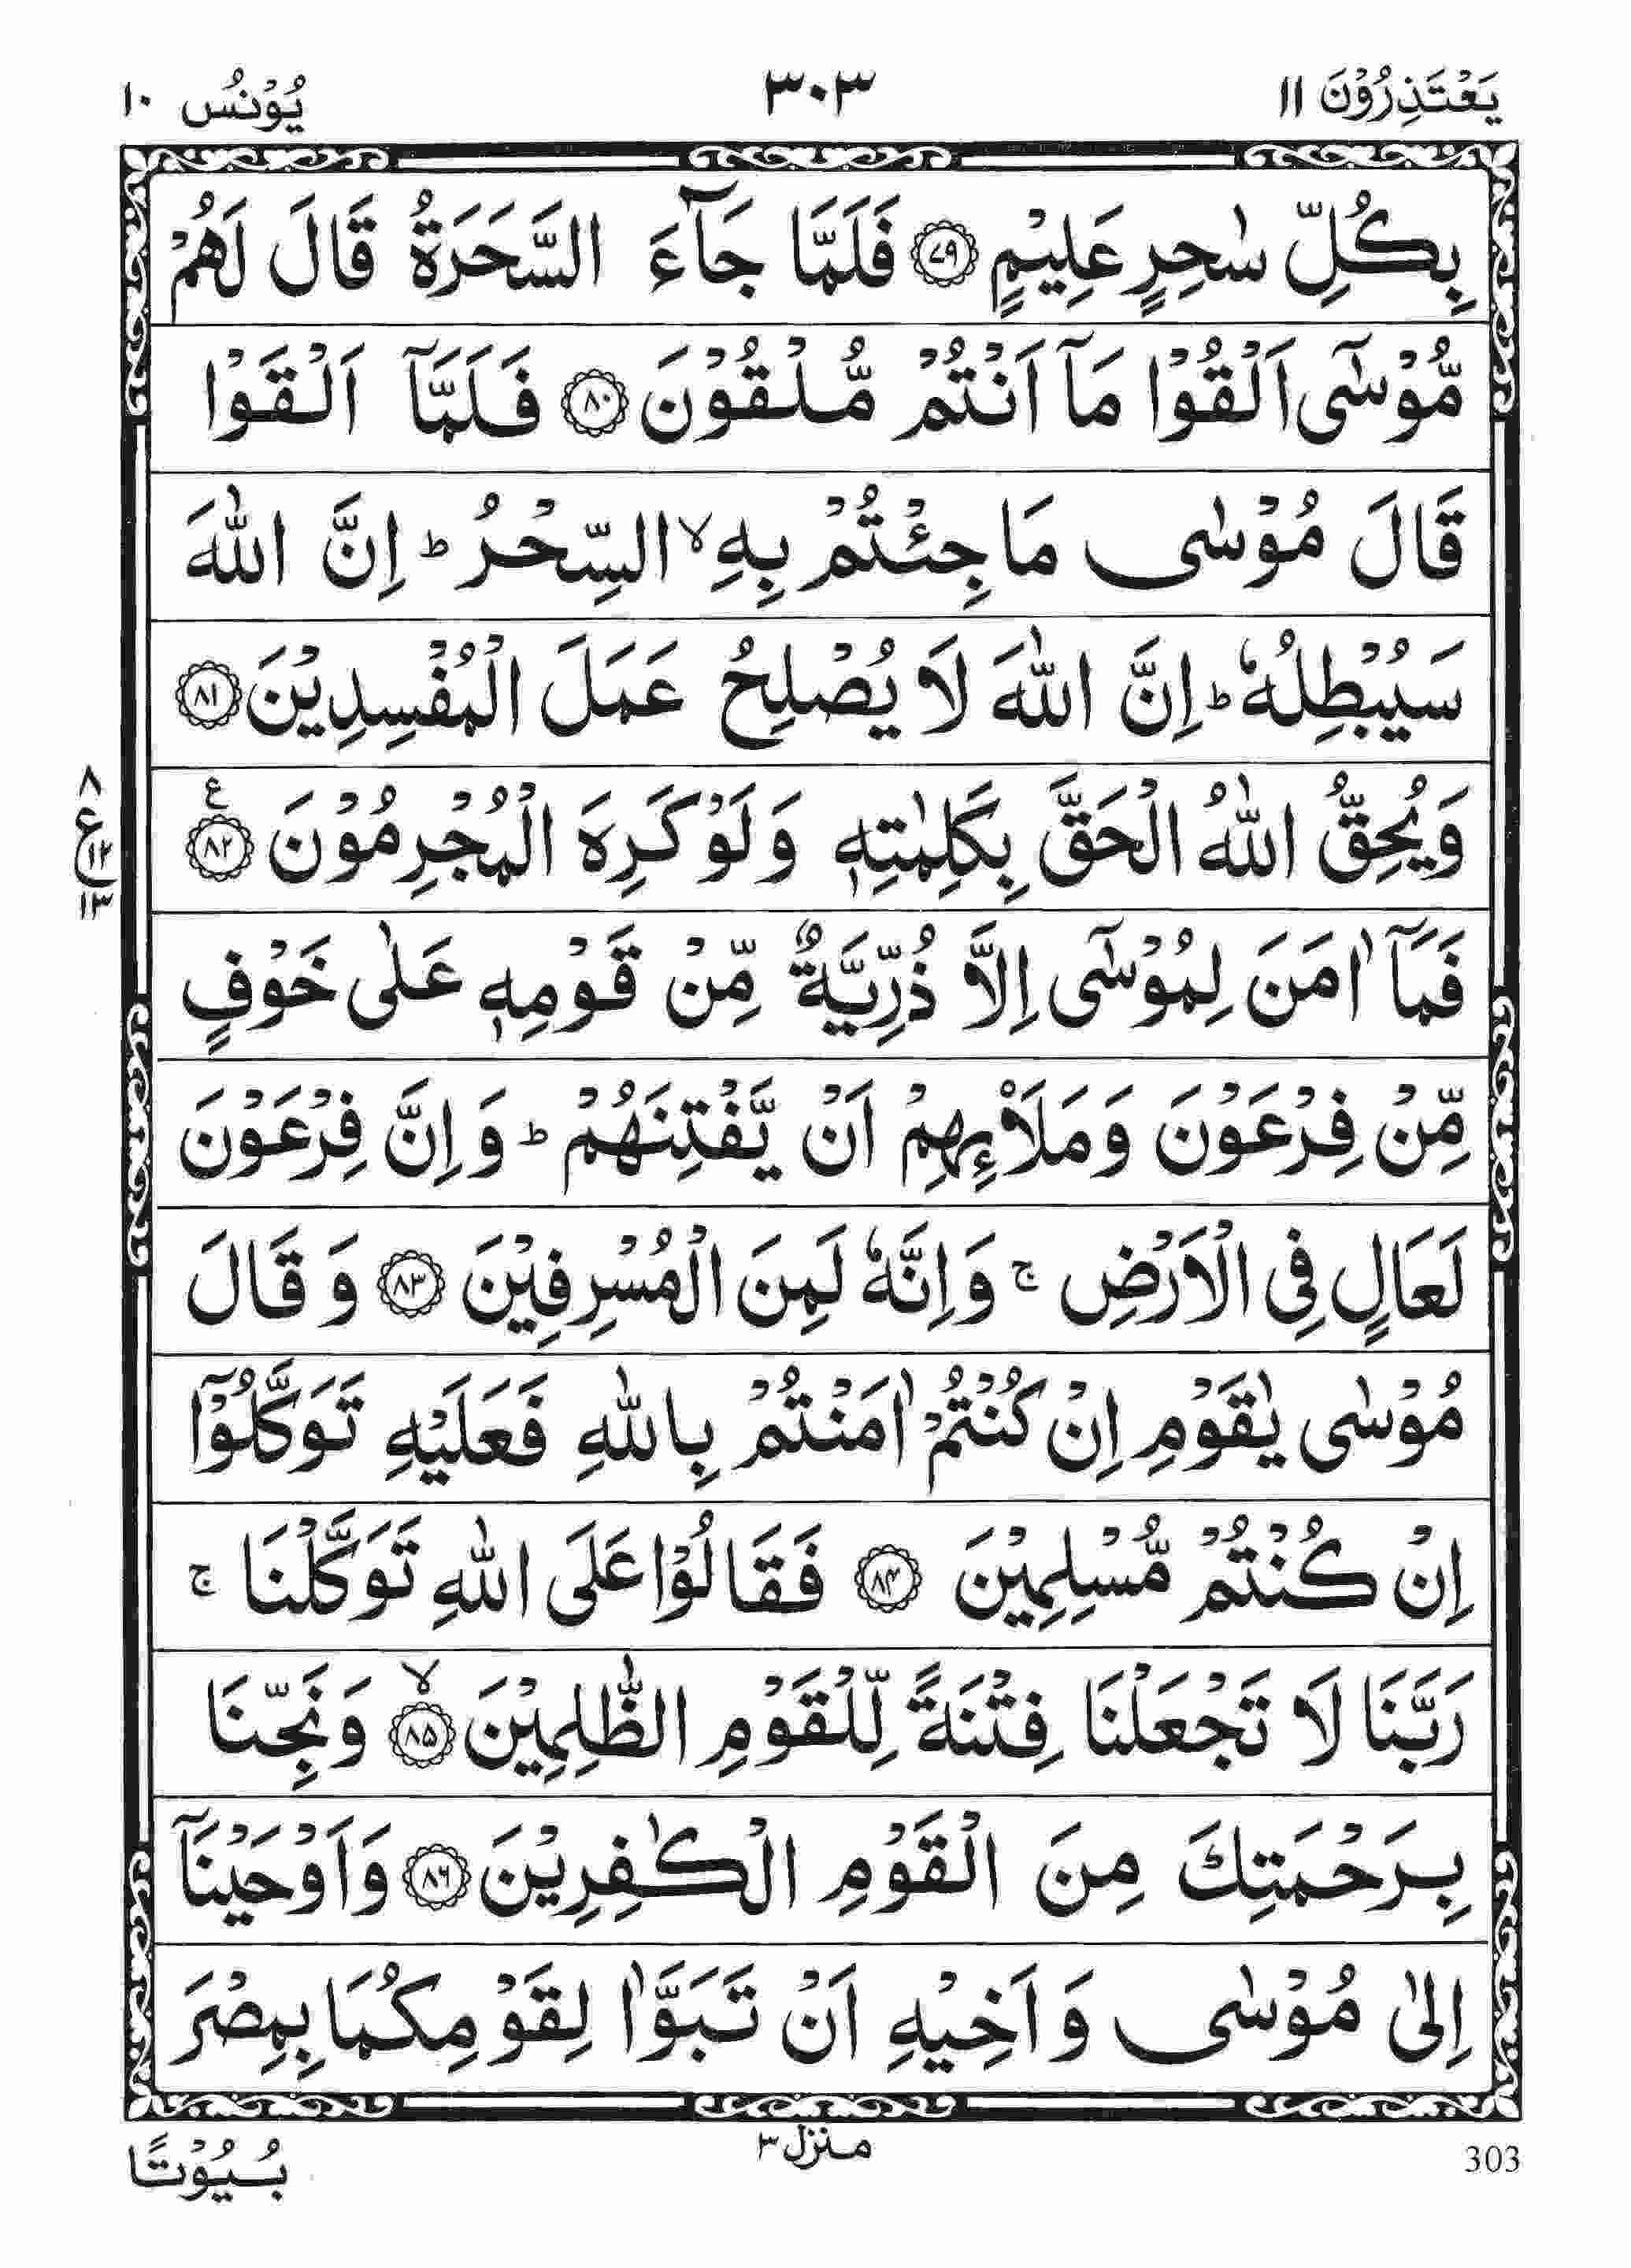 يَعْتَذِرُوْنَ ١١ ٣٠٣ يُوْنُس ١٠
بِكُلِّ سٰحِرٍ عَلِيْمٍ ﴿٧٩﴾ فَلَمَّا جَآءَ السَّحَرَةُ قَالَ لَهُمْ
مُّوْسٰٓى اَلْقُوْا مَآ اَنْتُمْ مُّلْقُوْنَ ﴿٨٠﴾ فَلَمَّآ اَلْقَوْا
قَالَ مُوْسٰى مَا جِئْتُمْ بِهِ ۙ السِّحْرُ ؕ اِنَّ اللّٰهَ
سَيُبْطِلُهٗ ؕ اِنَّ اللّٰهَ لَا يُصْلِحُ عَمَلَ الْمُفْسِدِيْنَ ﴿٨١﴾
وَيُحِقُّ اللّٰهُ الْحَقَّ بِكَلِمٰتِهٖ وَلَوْ كَرِهَ الْمُجْرِمُوْنَ ﴿٨٢﴾ ع
٨ ع ١٢ ١٣
فَمَآ اٰمَنَ لِمُوْسٰٓى اِلَّا ذُرِّيَّةٌ مِّنْ قَوْمِهٖ عَلٰى خَوْفٍ
مِّنْ فِرْعَوْنَ وَمَلَا۟ئِهِمْ اَنْ يَّفْتِنَهُمْ ؕ وَاِنَّ فِرْعَوْنَ
لَعَالٍ فِى الْاَرْضِ ۚ وَاِنَّهٗ لَمِنَ الْمُسْرِفِيْنَ ﴿٨٣﴾ وَقَالَ
مُوْسٰى يٰقَوْمِ اِنْ كُنْتُمْ اٰمَنْتُمْ بِاللّٰهِ فَعَلَيْهِ تَوَكَّلُوْٓا
اِنْ كُنْتُمْ مُّسْلِمِيْنَ ﴿٨٤﴾ فَقَالُوْا عَلَى اللّٰهِ تَوَكَّلْنَا ۚ
رَبَّنَا لَا تَجْعَلْنَا فِتْنَةً لِّلْقَوْمِ الظّٰلِمِيْنَ ﴿٨٥﴾ ۙ وَنَجِّنَا
بِرَحْمَتِكَ مِنَ الْقَوْمِ الْكٰفِرِيْنَ ﴿٨٦﴾ وَاَوْحَيْنَآ
اِلٰى مُوْسٰى وَاَخِيْهِ اَنْ تَبَوَّاٰ لِقَوْمِكُمَا بِمِصْرَ
303 منزل ٣ بُيُوْتًا